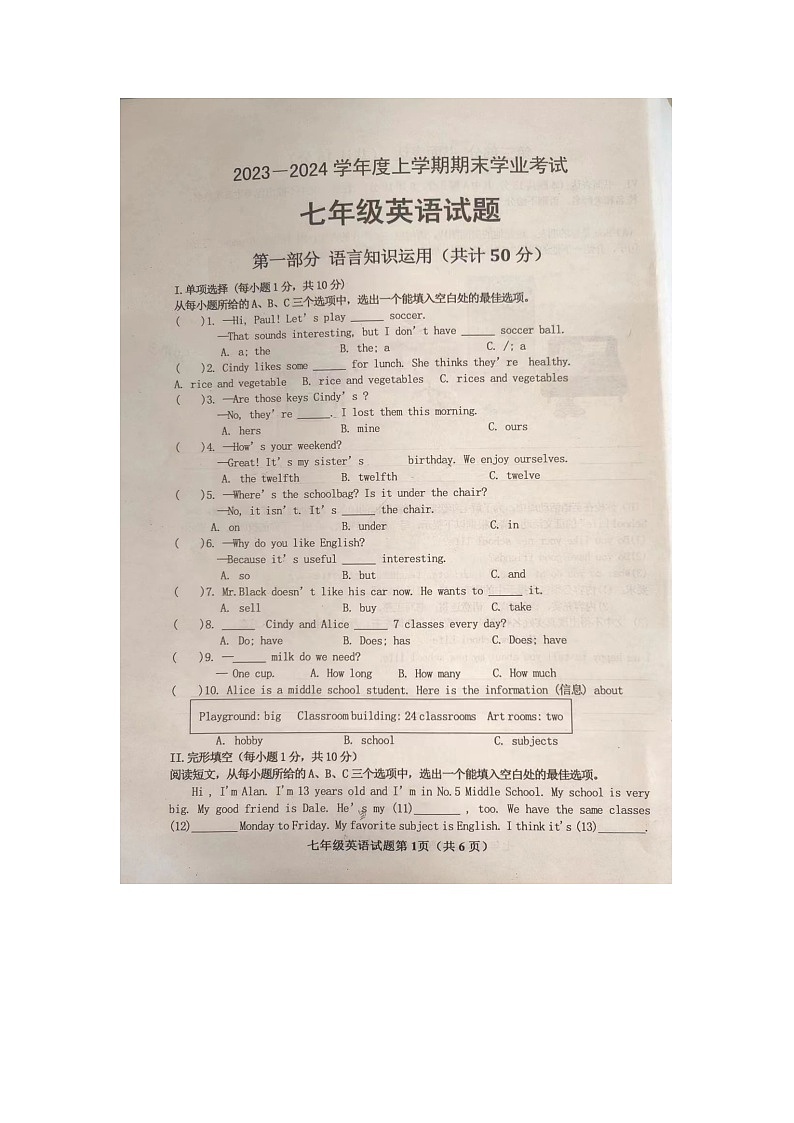 2023—2024 学年度上学期期末学业考试
七年级英语试题
第一部分 语言知识运用（共计 50 分）
I.单项选择（每小题 1 分，共 10 分）
从每小题所给的 A、B、C 三个选项中，选出一个能填入空白处的最佳选项。
( )1. —Hi, Paul! Let's play ______ soccer.
—That sounds interesting, but I don't have ______ soccer ball.
A. a; the B. the; a C. /; a
( )2. Cindy likes some ______ for lunch. She thinks they're healthy.
A. rice and vegetable B. rice and vegetables C. rices and vegetables
( )3. —Are those keys Cindy's ?
—No, they're ______. I lost them this morning.
A. hers B. mine C. ours
( )4. —How's your weekend?
—Great! It's my sister's birthday. We enjoy ourselves.
A. the twelfth B. twelfth C. twelve
( )5. —Where's the schoolbag? Is it under the chair?
—No, it isn't. It's ______ the chair.
A. on B. under C. in
( )6. —Why do you like English?
—Because it's useful ______ interesting.
A. so B. but C. and
( )7. Mr.Black doesn't like his car now. He wants to ______ it.
A. sell B. buy C. take
( )8. ______ Cindy and Alice ______ 7 classes every day?
A. Do; have B. Does; has C. Does; have
( )9. —______ milk do we need?
— One cup. A. How long B. How many C. How much
( )10. Alice is a middle school student. Here is the information (信息) about
Playground: big Classroom building: 24 classrooms Art rooms: two
A. hobby B. school C. subjects
II. 完形填空（每小题 1 分，共 10 分）
阅读短文，从每小题所给的 A、B、C 三个选项中，选出一个能填入空白处的最佳选项。
Hi , I'm Alan. I'm 13 years old and I'm in No.5 Middle School. My school is very
big. My good friend is Dale. He's my (11)________ , too. We have the same classes
(12)________ Monday to Friday. My favorite subject is English. I think it's (13)________.
七年级英语试题第 1页（共 6 页）